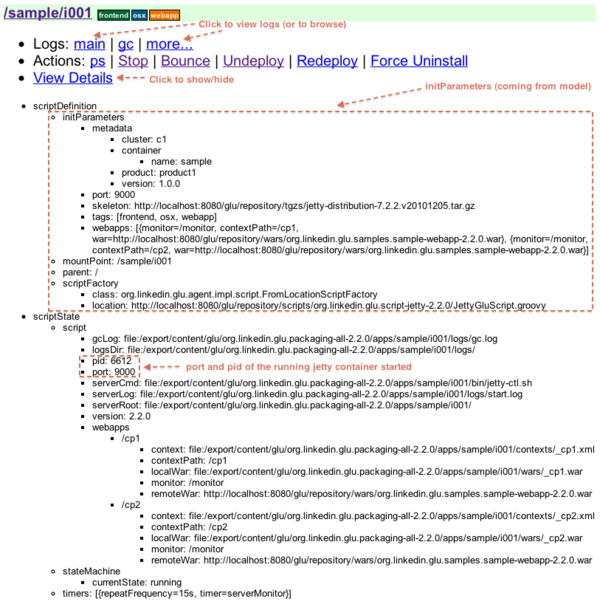 /sample/i001 frontend osx webapp
Click to view logs (or to browse)
Logs: main | gc | more...
Actions: ps | Stop | Bounce | Undeploy | Redeploy | Force Uninstall
View Details
Click to show/hide
initParameters (coming from model)
scriptDefinition
initParameters
metadata
cluster: c1
container
name: sample
product: product1
version: 1.0.0
port: 9000
skeleton: http://localhost:8080/glu/repository/tgzs/jetty-distribution-7.2.2.v20101205.tar.gz
tags: [frontend, osx, webapp]
webapps: [{monitor=/monitor, contextPath=/cp1,
war=http://localhost:8080/glu/repository/wars/org.linkedin.glu.samples.sample-webapp-2.2.0.war}, {monitor=/monitor,
contextPath=/cp2, war=http://localhost:8080/glu/repository/wars/org.linkedin.glu.samples.sample-webapp-2.2.0.war}]
mountPoint: /sample/i001
parent: /
scriptFactory
class: org.linkedin.glu.agent.impl.script.FromLocationScriptFactory
location: http://localhost:8080/glu/repository/scripts/org.linkedin.glu.script-jetty-2.2.0/JettyGluScript.groovy
scriptState
script
gcLog: file:/export/content/glu/org.linkedin.glu.packaging-all-2.2.0/apps/sample/i001/logs/gc.log
logsDir: file:/export/content/glu/org.linkedin.glu.packaging-all-2.2.0/apps/sample/i001/logs/
pid: 6612
port: 9000
port and pid of the running jetty container started
serverCmd: file:/export/content/glu/org.linkedin.glu.packaging-all-2.2.0/apps/sample/i001/bin/jetty-ctl.sh
serverLog: file:/export/content/glu/org.linkedin.glu.packaging-all-2.2.0/apps/sample/i001/logs/start.log
serverRoot: file:/export/content/glu/org.linkedin.glu.packaging-all-2.2.0/apps/sample/i001/
version: 2.2.0
webapps
/cp1
context: file:/export/content/glu/org.linkedin.glu.packaging-all-2.2.0/apps/sample/i001/contexts/_cp1.xml
contextPath: /cp1
localWar: file:/export/content/glu/org.linkedin.glu.packaging-all-2.2.0/apps/sample/i001/wars/_cp1.war
monitor: /monitor
remoteWar: http://localhost:8080/glu/repository/wars/org.linkedin.glu.samples.sample-webapp-2.2.0.war
/cp2
context: file:/export/content/glu/org.linkedin.glu.packaging-all-2.2.0/apps/sample/i001/contexts/_cp2.xml
contextPath: /cp2
localWar: file:/export/content/glu/org.linkedin.glu.packaging-all-2.2.0/apps/sample/i001/wars/_cp2.war
monitor: /monitor
remoteWar: http://localhost:8080/glu/repository/wars/org.linkedin.glu.samples.sample-webapp-2.2.0.war
stateMachine
currentState: running
timers: [{repeatFrequency=15s, timer=serverMonitor}]